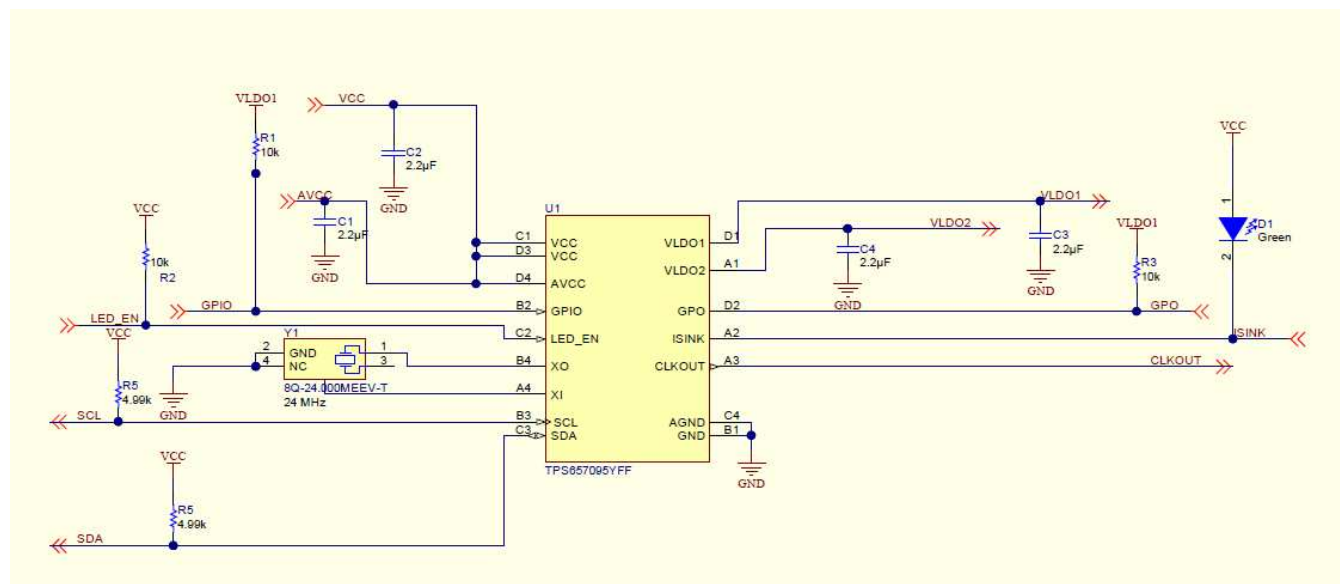 VLDO1
R1
10k
VCC
C2
2.2µF
GND
AVCC
C1
2.2µF
GND
VCC
10k
R2
GPIO
LED_EN
VCC
R5
4.99k
GND
SCL
Y1
2
GND
4
NC
1
3
8Q-24.000MEEV-T
24 MHz
VCC
R5
4.99k
SDA
U1
C1
VCC
D3
VCC
D4
AVCC
B2
GPIO
C2
LED_EN
B4
XO
A4
XI
B3
SCL
C3
SDA
VLDO1
D1
VLDO2
A1
GPO
D2
ISINK
A2
CLKOUT
A3
AGND
C4
GND
B1
TPS657095YFF
GND
VLDO1
VLDO2
C4
2.2µF
GND
C3
2.2µF
GND
VLDO1
R3
10k
GPO
VCC
1
D1
Green
2
ISINK
CLKOUT